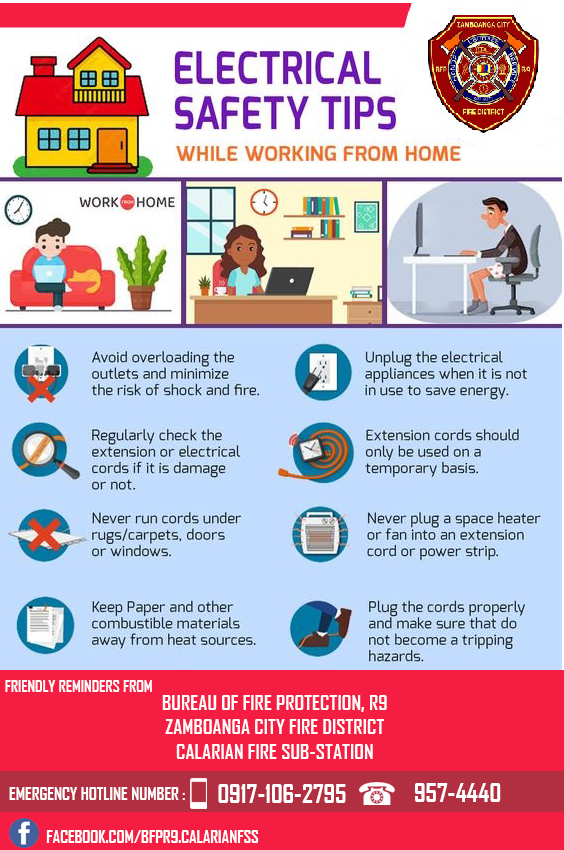 ZAMBOANGA CITY
BFP
R9
FIRE DISTRICT
ELECTRICAL
SAFETY TIPS
WHILE WORKING FROM HOME
WORK FROM HOME
Avoid overloading the
outlets and minimize
the risk of shock and fire.
Unplug the electrical
appliances when it is not
in use to save energy.
Regularly check the
extension or electrical
cords if it is damage
or not.
Extension cords should
only be used on a
temporary basis.
Never run cords under
rugs/carpets, doors
or windows.
Never plug a space heater
or fan into an extension
cord or power strip.
Keep Paper and other
combustible materials
away from heat sources.
Plug the cords properly
and make sure that do
not become a tripping
hazards.
FRIENDLY REMINDERS FROM
BUREAU OF FIRE PROTECTION, R9
ZAMBOANGA CITY FIRE DISTRICT
CALARIAN FIRE SUB-STATION
EMERGENCY HOTLINE NUMBER : 0917-106-2795 957-4440
FACEBOOK.COM/BFPR9.CALARIANFSS